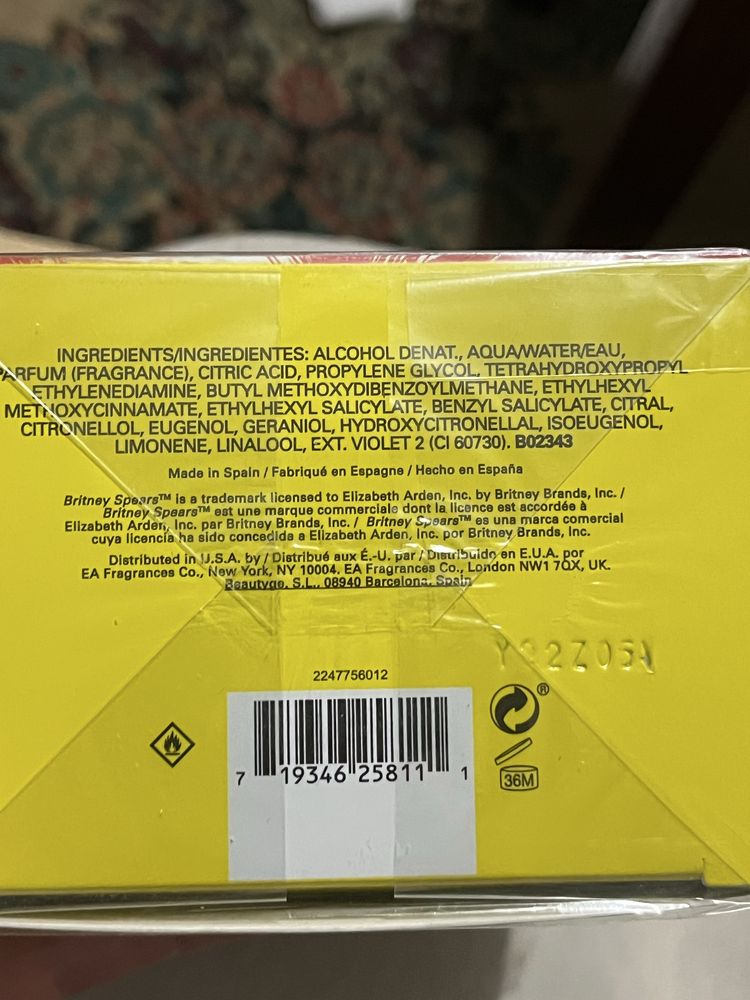 INGREDIENTS/INGREDIENTES: ALCOHOL DENAT., AQUA/WATER/EAU,
PARFUM (FRAGRANCE), CITRIC ACID, PROPYLENE GLYCOL, TETRAHYDROXYPROPYL
ETHYLENEDIAMINE, BUTYL METHOXYDIBENZOYLMETHANE, ETHYLHEXYL
METHOXYCINNAMATE, ETHYLHEXYL SALICYLATE, BENZYL SALICYLATE, CITRAL,
CITRONELLOL, EUGENOL, GERANIOL, HYDROXYCITRONELLAL, ISOEUGENOL,
LIMONENE, LINALOOL, EXT. VIOLET 2 (CI 60730). B02343
Made in Spain / Fabriqué en Espagne / Hecho en España
Britney Spears™ is a trademark licensed to Elizabeth Arden, Inc. by Britney Brands, Inc. /
Britney Spears™ est une marque commerciale dont la licence est accordée à
Elizabeth Arden, Inc. par Britney Brands, Inc. / Britney Spears™ es una marca comercial
cuya licencia ha sido concedida a Elizabeth Arden, Inc. por Britney Brands, Inc.
Distributed in U.S.A. by / Distribué aux É.-U. par / Distribuido en E.U.A. por
EA Fragrances Co., New York, NY 10004. EA Fragrances Co., London NW1 7QX, UK.
Beautyge, S.L., 08940 Barcelona, Spain
2247756012
7 19346 25811 1
®
36M